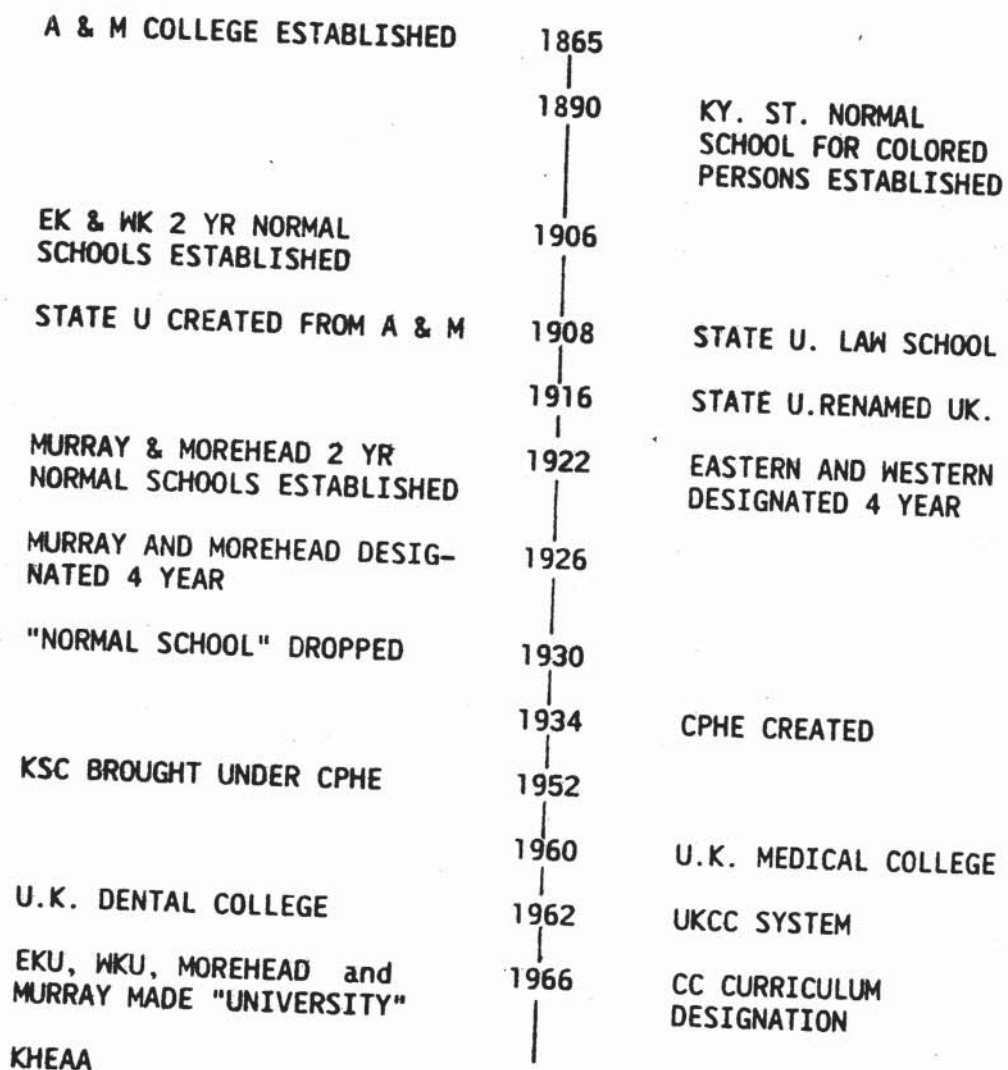 A & M COLLEGE ESTABLISHED
1865
1890
KY. ST. NORMAL
SCHOOL FOR COLORED
PERSONS ESTABLISHED
EK & WK 2 YR NORMAL
SCHOOLS ESTABLISHED
1906
STATE U CREATED FROM A & M
1908
STATE U. LAW SCHOOL
1916
STATE U.RENAMED UK.
MURRAY & MOREHEAD 2 YR
NORMAL SCHOOLS ESTABLISHED
1922
EASTERN AND WESTERN
DESIGNATED 4 YEAR
MURRAY AND MOREHEAD DESIG-
NATED 4 YEAR
1926
"NORMAL SCHOOL" DROPPED
1930
1934
CPHE CREATED
KSC BROUGHT UNDER CPHE
1952
1960
U.K. MEDICAL COLLEGE
U.K. DENTAL COLLEGE
1962
UKCC SYSTEM
EKU, WKU, MOREHEAD and
MURRAY MADE "UNIVERSITY"
1966
CC CURRICULUM
DESIGNATION
KHEAA